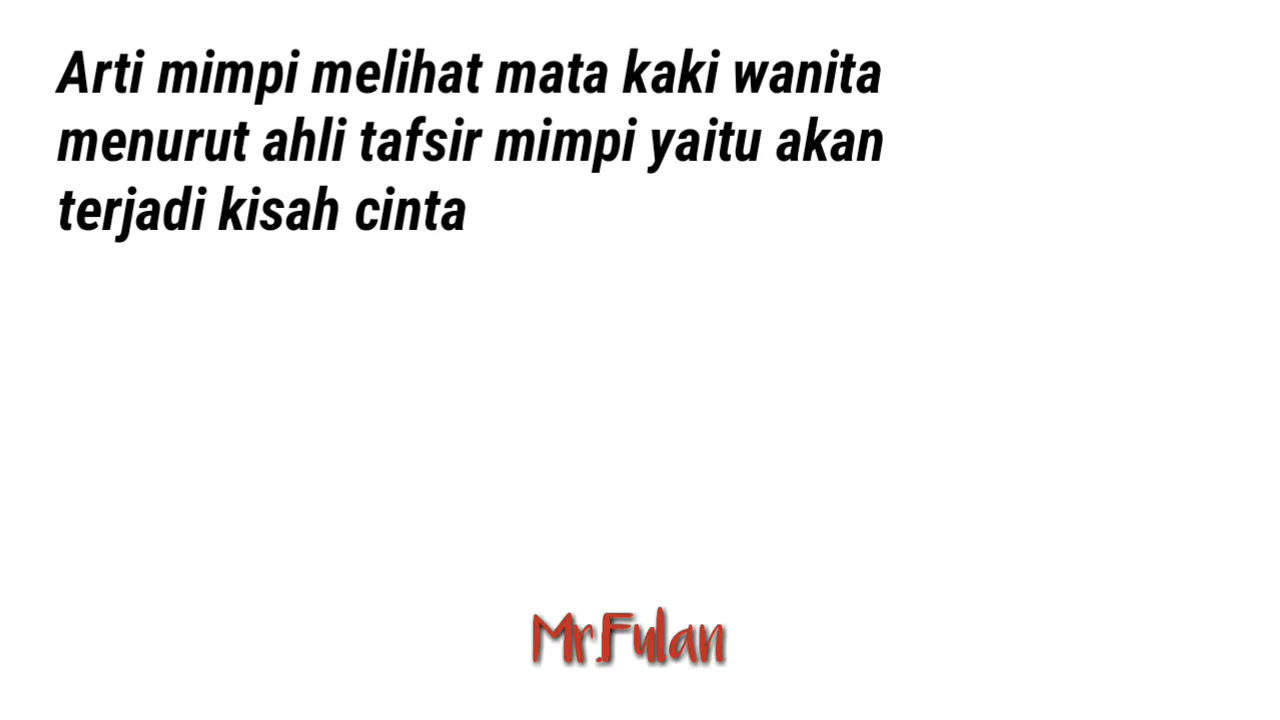 Arti mimpi melihat mata kaki wanita
menurut ahli tafsir mimpi yaitu akan
terjadi kisah cinta
Mr.Fulan